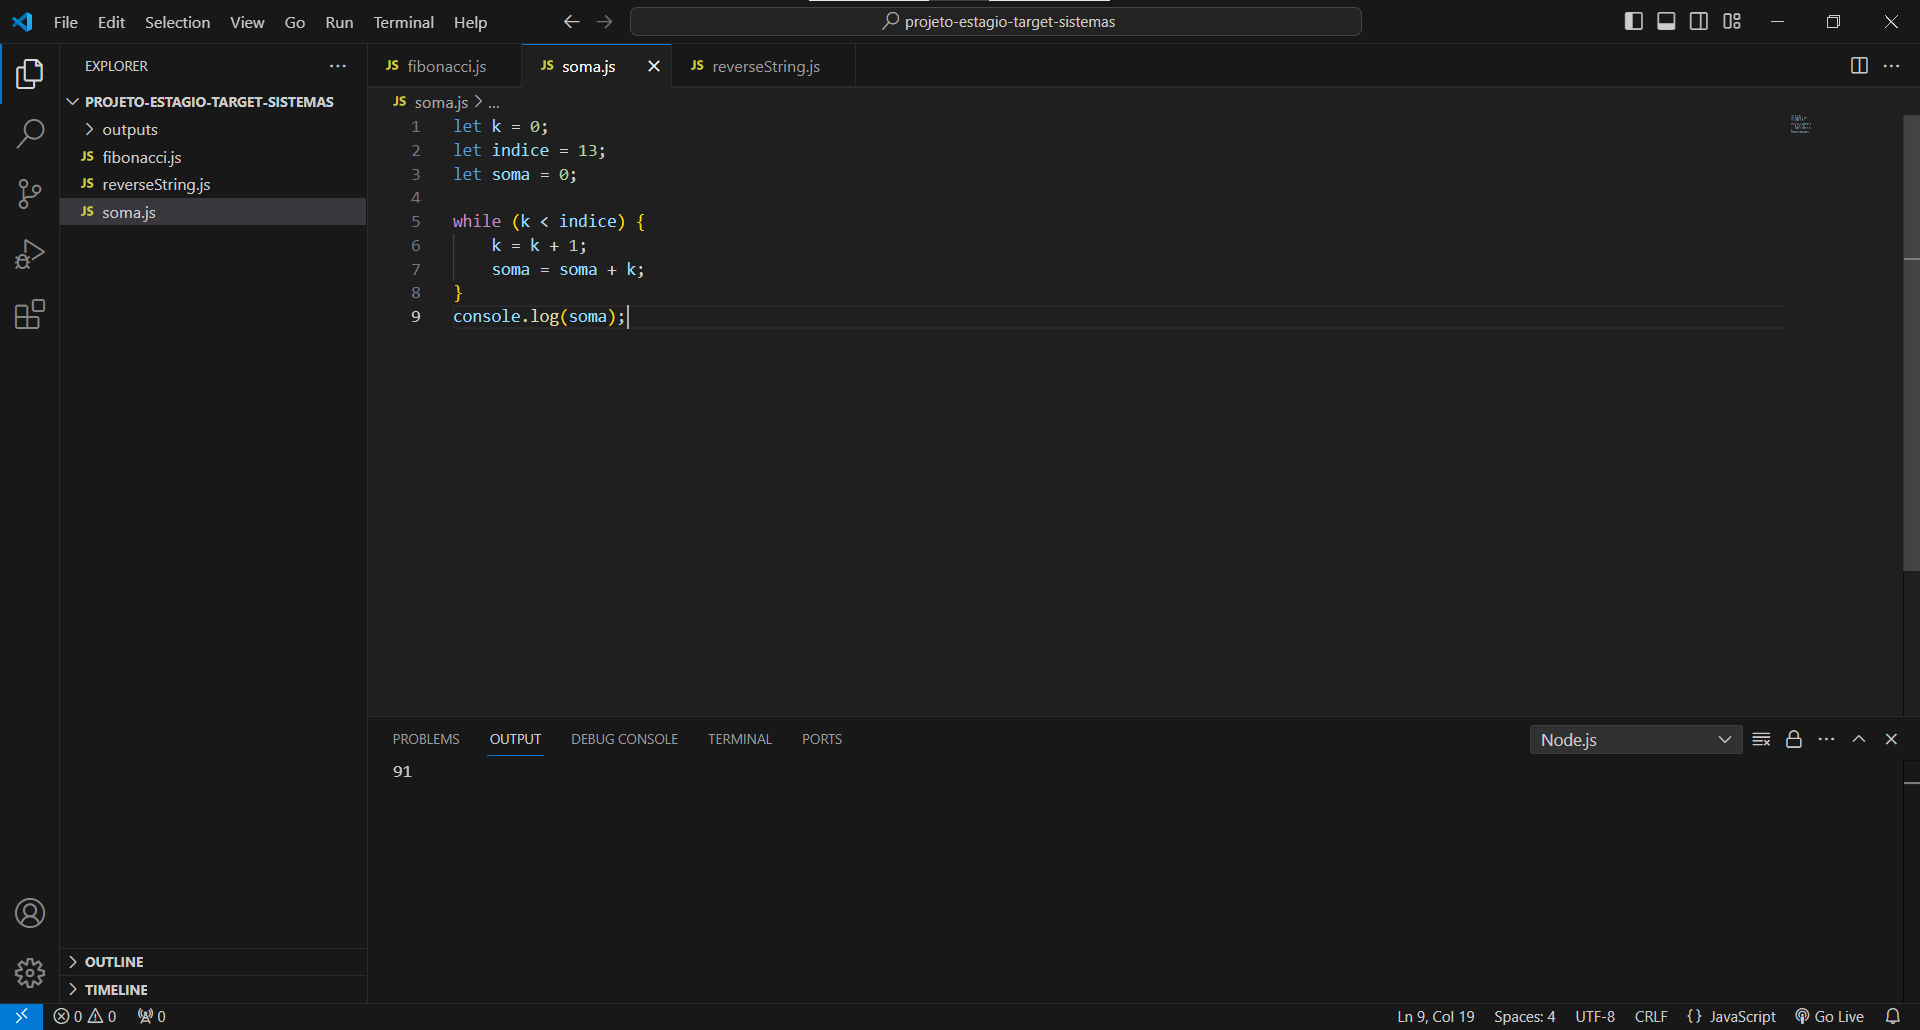 File Edit Selection View Go Run Terminal Help
projeto-estagio-target-sistemas
EXPLORER
PROJETO-ESTAGIO-TARGET-SISTEMAS
outputs
JS fibonacci.js
JS reverseString.js
JS soma.js
JS fibonacci.js
JS soma.js
JS reverseString.js
JS soma.js > ...
1 let k = 0;
2 let indice = 13;
3 let soma = 0;
4
5 while (k < indice) {
6     k = k + 1;
7     soma = soma + k;
8 }
9 console.log(soma);
PROBLEMS OUTPUT DEBUG CONSOLE TERMINAL PORTS
Node.js
91
OUTLINE
TIMELINE
0 0 0
Ln 9, Col 19 Spaces: 4 UTF-8 CRLF {} JavaScript Go Live